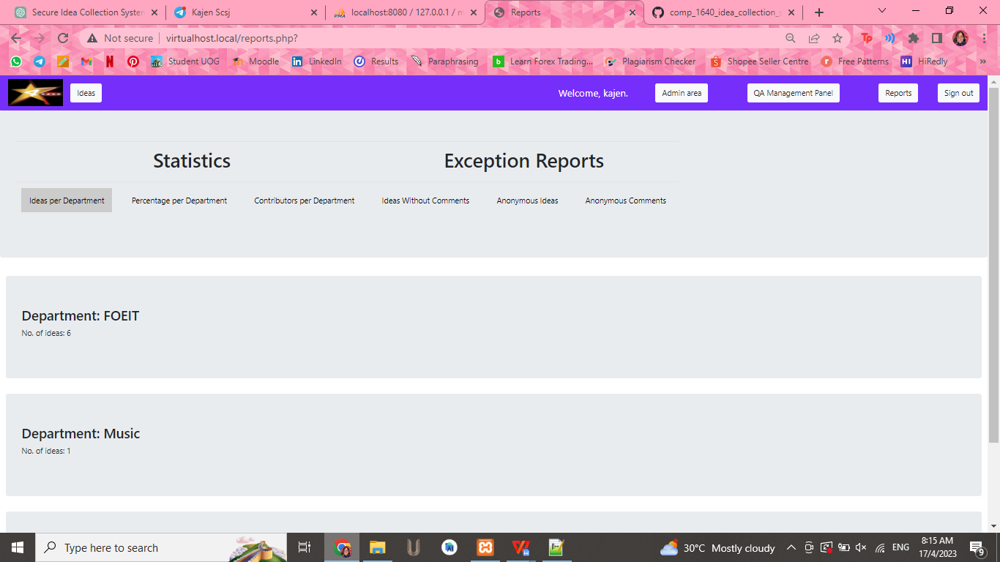 Secure Idea Collection System
Kajen Scsj
localhost:8080 / 127.0.0.1 / m
Reports
comp_1640_idea_collection_s
Not secure
virtualhost.local/reports.php?
Student UOG
Moodle
LinkedIn
Results
Paraphrasing
Learn Forex Trading...
Plagiarism Checker
Shopee Seller Centre
Free Patterns
HiRedly
Ideas
Welcome, kajen.
Admin area
QA Management Panel
Reports
Sign out
Statistics
Exception Reports
Ideas per Department
Percentage per Department
Contributors per Department
Ideas Without Comments
Anonymous Ideas
Anonymous Comments
Department: FOEIT
No. of ideas: 6
Department: Music
No. of ideas: 1
Type here to search
30°C Mostly cloudy
ENG
8:15 AM
17/4/2023
9